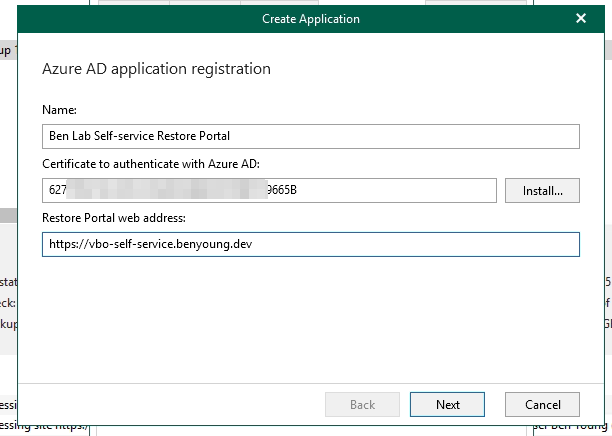 Create Application
Azure AD application registration
Name:
Ben Lab Self-service Restore Portal
Certificate to authenticate with Azure AD:
627 9665B
Install...
Restore Portal web address:
https://vbo-self-service.benyoung.dev
Back
Next
Cancel